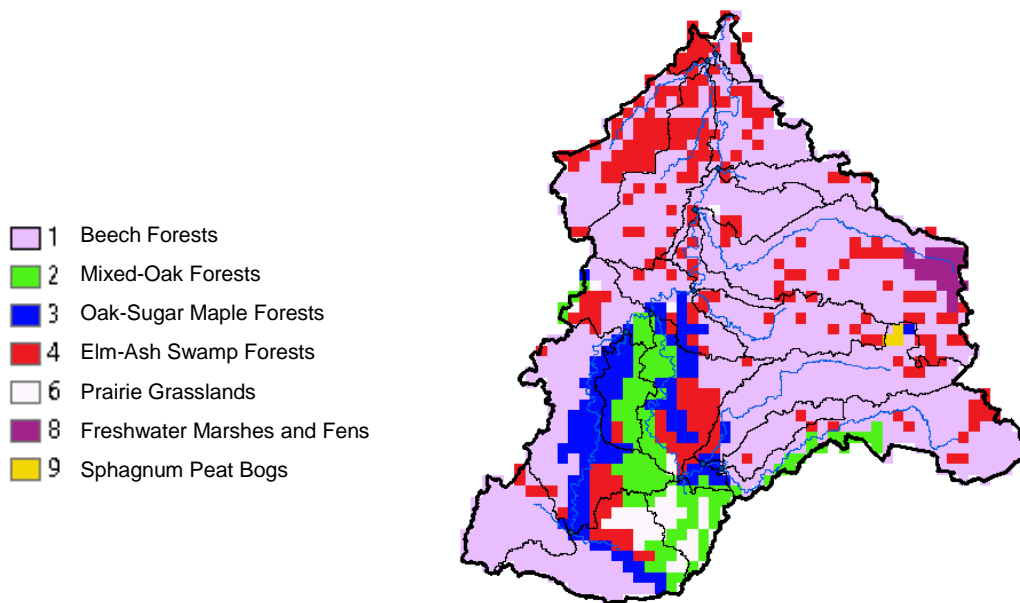 1 Beech Forests
2 Mixed-Oak Forests
3 Oak-Sugar Maple Forests
4 Elm-Ash Swamp Forests
6 Prairie Grasslands
8 Freshwater Marshes and Fens
9 Sphagnum Peat Bogs